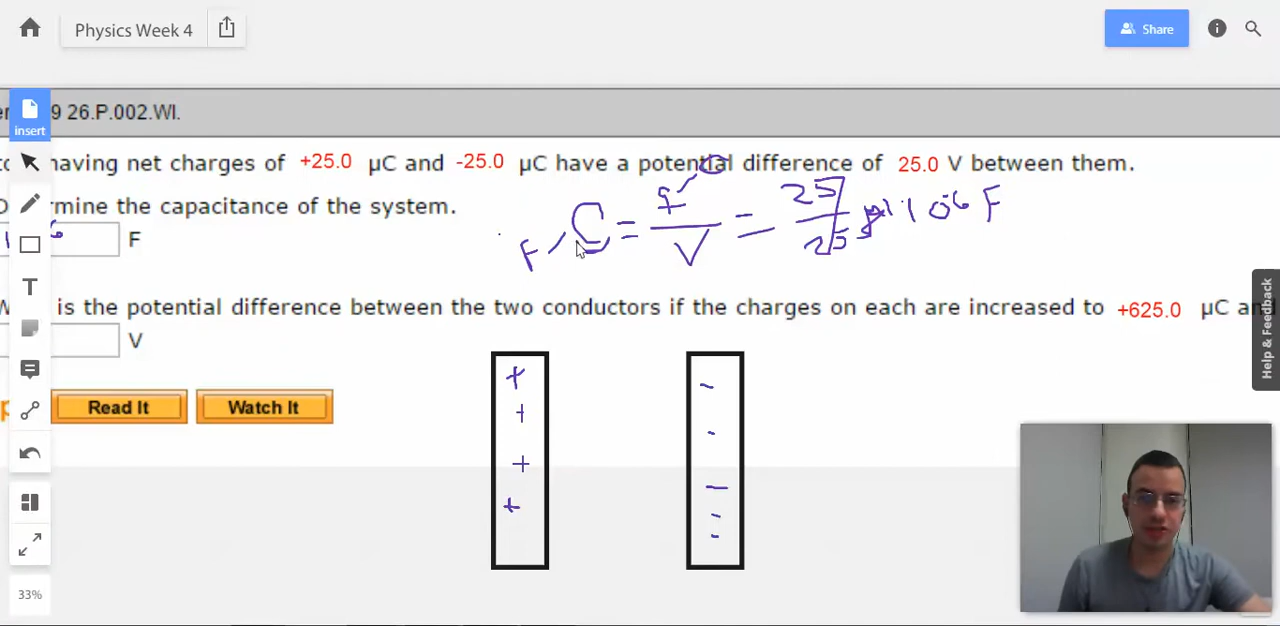 Physics Week 4
Share
9 26.P.002.WI.
insert
having net charges of +25.0 μC and -25.0 μC have a potential difference of 25.0 V between them.
rmine the capacitance of the system.
F
C = q/V = 25/25
F
F
is the potential difference between the two conductors if the charges on each are increased to +625.0 μC
V
Read It
Watch It
+ -
+ -
+ -
+ -
-
Help & Feedback
33%